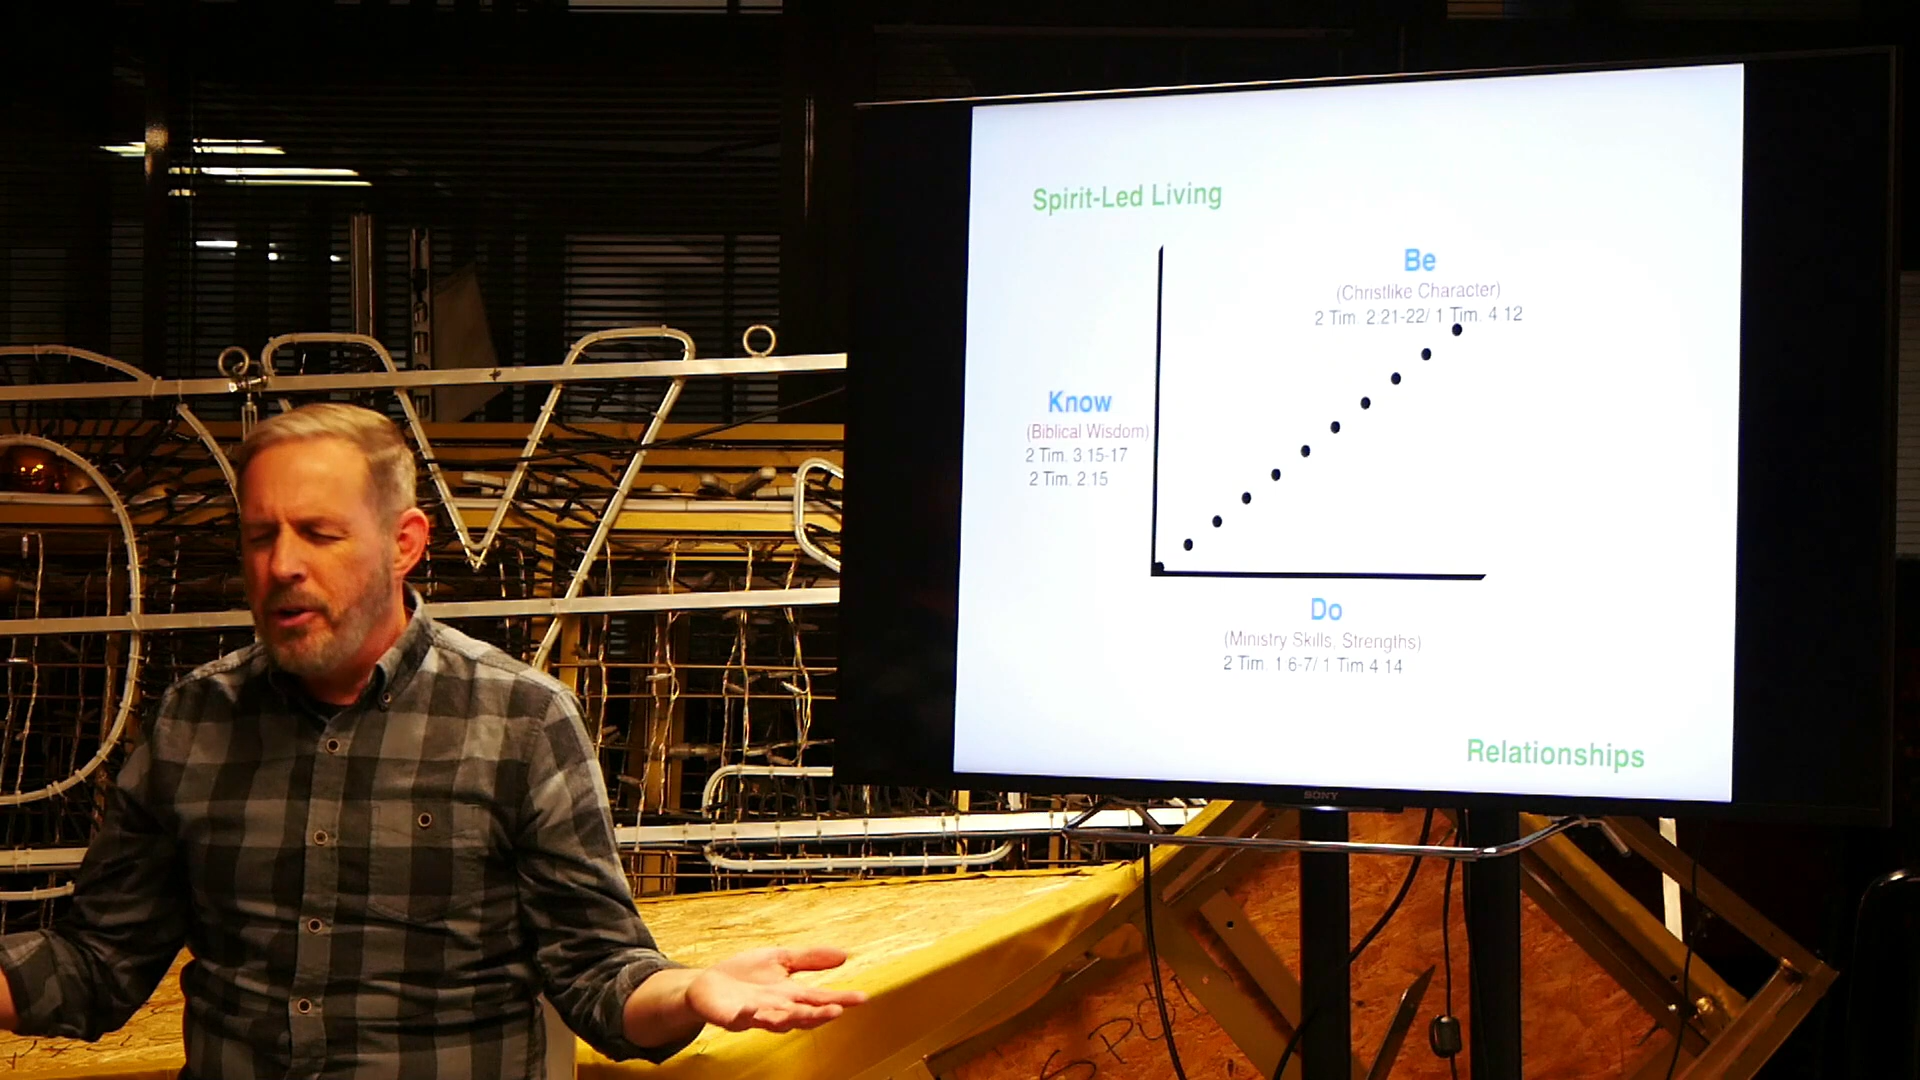 Spirit-Led Living
Be
(Christlike Character)
2 Tim. 2:21-22/ 1 Tim. 4:12
Know
(Biblical Wisdom)
2 Tim. 3:15-17
2 Tim. 2:15
Do
(Ministry Skills, Strengths)
2 Tim. 1:6-7/ 1 Tim 4:14
Relationships
SONY